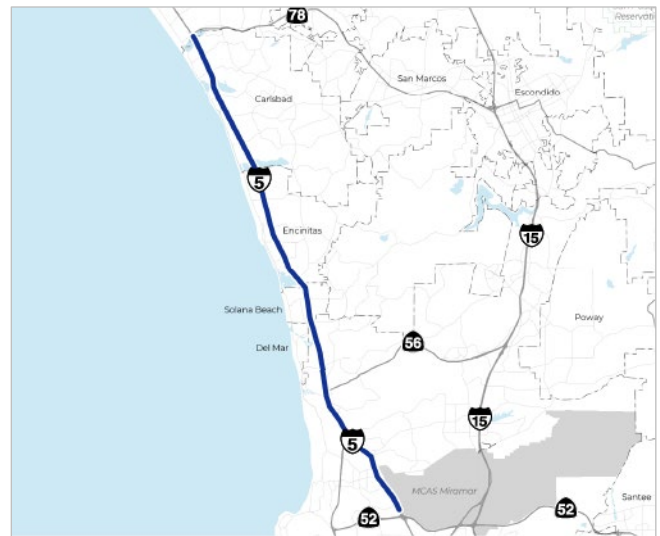 78
Reservati
San Marcos
Escondido
Carlsbad
5
Encinitas
15
Solana Beach
Poway
Del Mar
56
15
5
MCAS Miramar
Santee
52
52